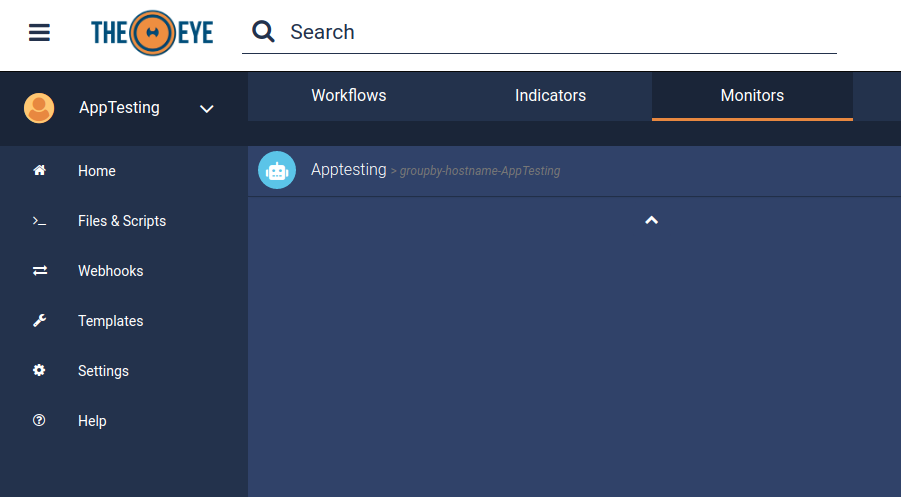 THE EYE
Search
AppTesting
Workflows
Indicators
Monitors
Home
Files & Scripts
Webhooks
Templates
Settings
Help
Apptesting > groupby-hostname-AppTesting